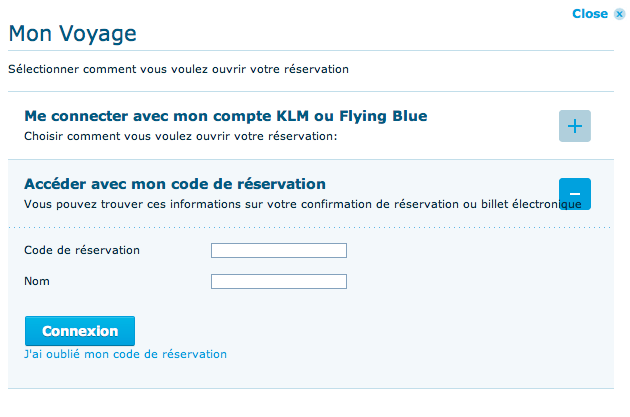 Close
Mon Voyage
Sélectionner comment vous voulez ouvrir votre réservation
Me connecter avec mon compte KLM ou Flying Blue
Choisir comment vous voulez ouvrir votre réservation:
Accéder avec mon code de réservation
Vous pouvez trouver ces informations sur votre confirmation de réservation ou billet électronique
Code de réservation
Nom
Connexion
J'ai oublié mon code de réservation